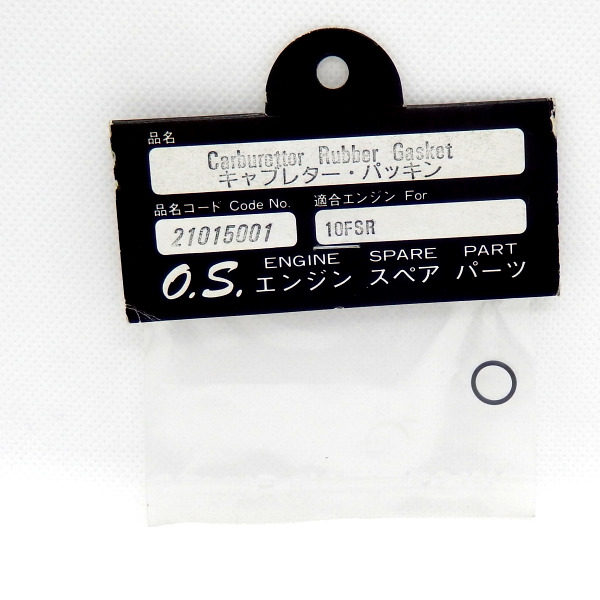 品名
Carburettor Rubber Gasket
キャブレター・パッキン
品名コード Code No.
21015001
適合エンジン For
10FSR
O.S. ENGINE SPARE PART
エンジン スペア パーツ